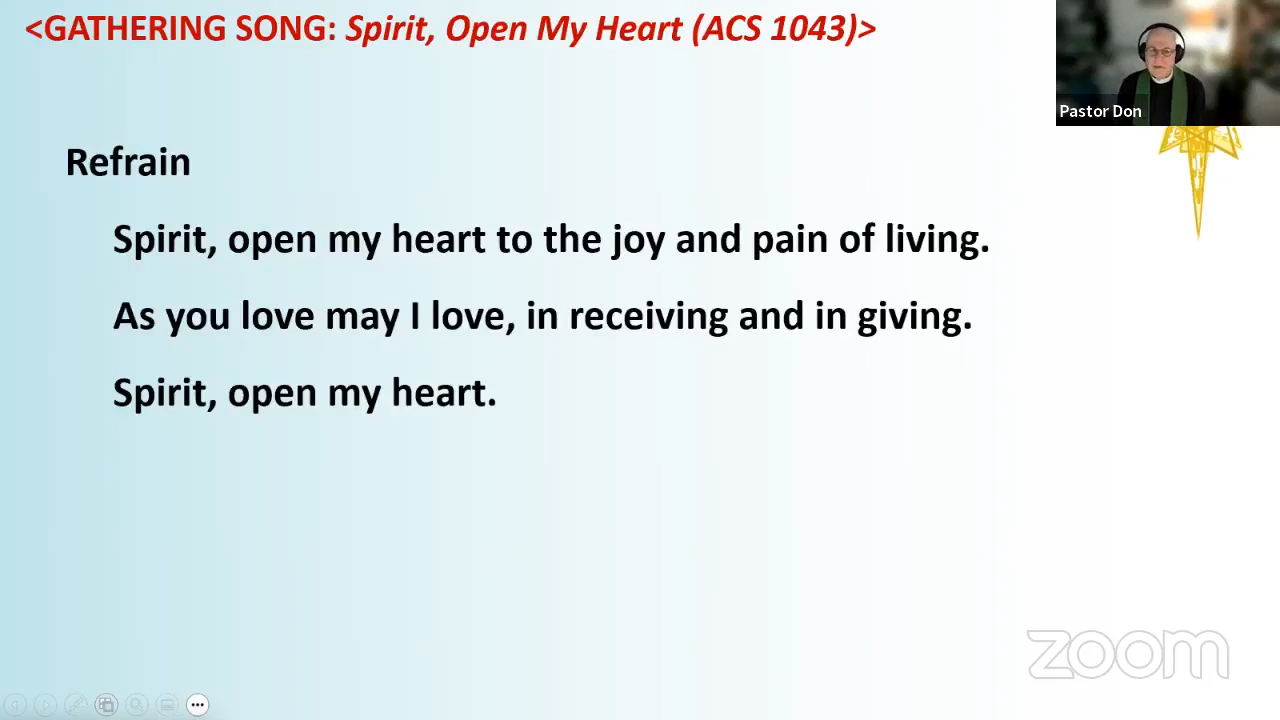 <GATHERING SONG: Spirit, Open My Heart (ACS 1043)>
Pastor Don
Refrain
Spirit, open my heart to the joy and pain of living.
As you love may I love, in receiving and in giving.
Spirit, open my heart.
zoom